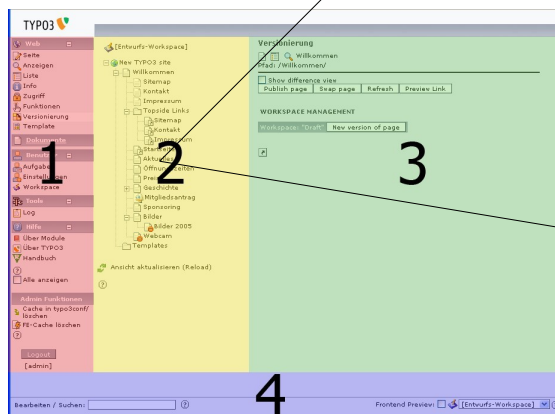 TYPO3
Web
Seite
Anzeigen
Liste
Info
Zugriff
Funktionen
Versionierung
Template
Dokumente
Benutzer
Aufgaben
Einstellungen
Workspace
Tools
Log
Hilfe
Über Module
Über TYPO3
Handbuch
Alle anzeigen
Admin Funktionen
Cache in typo3conf/
löschen
FE-Cache löschen
Logout
[admin]
1
[Entwurfs-Workspace]
New TYPO3 site
Willkommen
Sitemap
Kontakt
Impressum
Topside Links
Sitemap
Kontakt
Impressum
Startseite
Aktuelles
Öffnungszeiten
Geschichte
Mitgliedsantrag
Sponsoring
Bilder
Bilder 2005
Webcam
Templates
Ansicht aktualisieren (Reload)
2
Versionierung
Willkommen
Pfad: /Willkommen/
Show difference view
Publish page Swap page Refresh Preview Link
WORKSPACE MANAGEMENT
Workspace: "Draft" New version of page
3
Bearbeiten / Suchen:
4
Frontend Preview: [Entwurfs-Workspace]